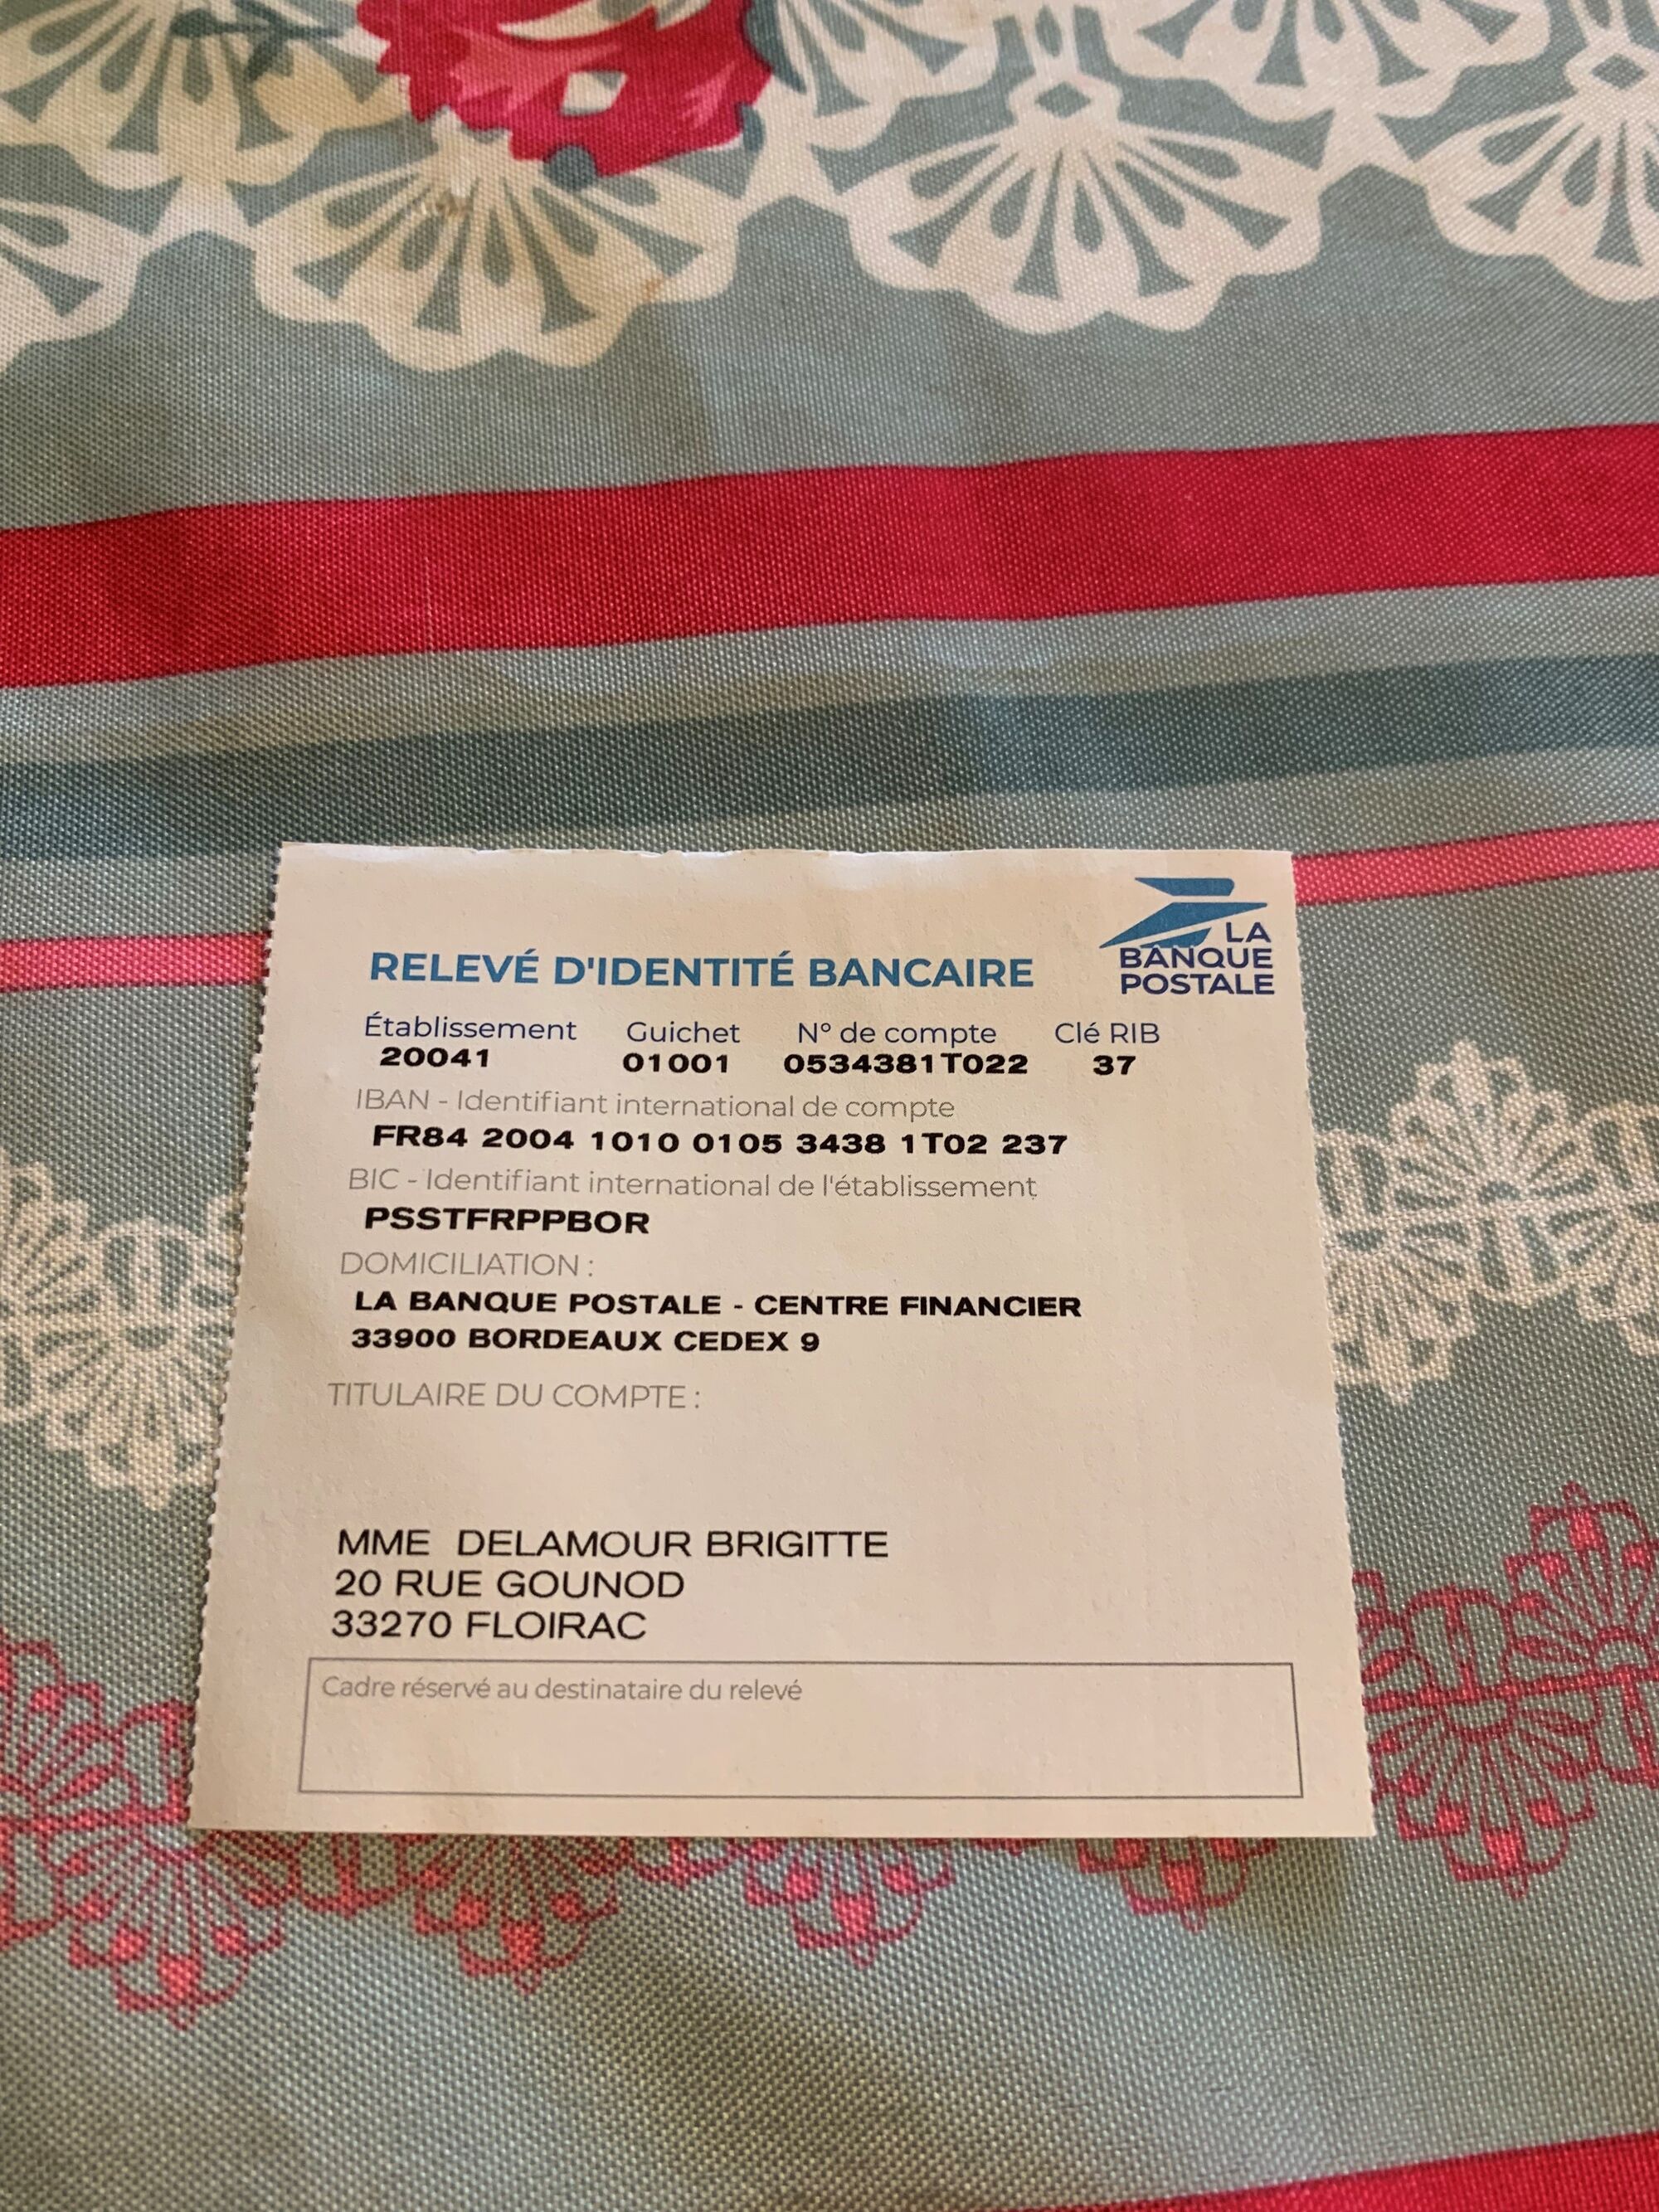 LA
BANQUE
POSTALE
RELEVÉ D'IDENTITÉ BANCAIRE
Établissement Guichet N° de compte Clé RIB
20041 01001 0534381T022 37
IBAN - Identifiant international de compte
FR84 2004 1010 0105 3438 1T02 237
BIC - Identifiant international de l'établissement
PSSTFRPPBOR
DOMICILIATION :
LA BANQUE POSTALE - CENTRE FINANCIER
33900 BORDEAUX CEDEX 9
TITULAIRE DU COMPTE :
MME DELAMOUR BRIGITTE
20 RUE GOUNOD
33270 FLOIRAC
Cadre réservé au destinataire du relevé